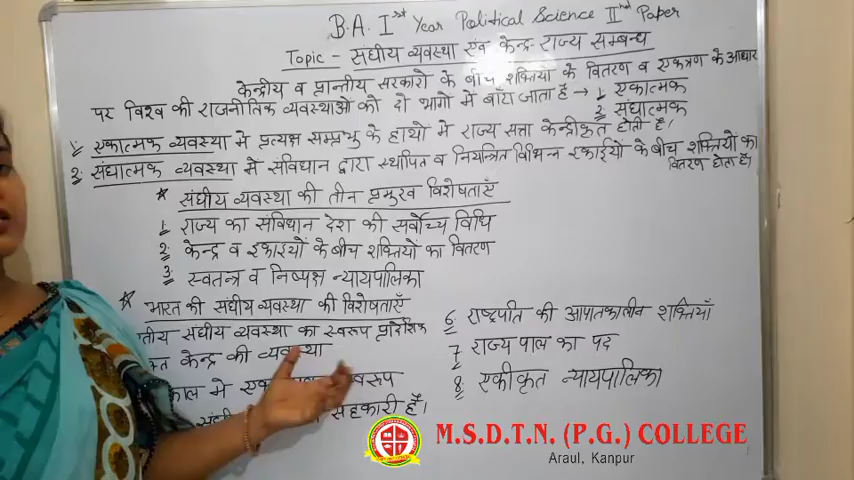 B.A. Ist Year Political Science IInd Paper
Topic - संघीय व्यवस्था एवं केन्द्र-राज्य सम्बन्ध
केन्द्रीय व प्रान्तीय सरकारो के बीच शक्तियों के वितरण व एकत्रण के आधार
पर विश्व की राजनीतिक व्यवस्थाओं को दो भागों में बाँटा जाता है → 1. एकात्मक
2. संघात्मक
1. एकात्मक व्यवस्था मे प्रत्यक्ष सम्प्रभु के हाथों मे राज्य सत्ता केन्द्रीकृत होती है।
2. संघात्मक व्यवस्था में संविधान द्वारा स्थापित व नियन्त्रित विभिन्न इकाईयों के बीच शक्तियों का
वितरण होता है।
* संघीय व्यवस्था की तीन प्रमुख विशेषताएँ
1. राज्य का संविधान देश की सर्वोच्च विधि
2. केन्द्र व इकाइयों के बीच शक्तियों का वितरण
3. स्वतन्त्र व निष्पक्ष न्यायपालिका
* भारत की संघीय व्यवस्था की विशेषताएँ
संघीय व्यवस्था का स्वरूप प्रादेशिक
केन्द्र की व्यवस्था
काल मे
सहकारी है।
6. राष्ट्रपति की आपातकालीन शक्तियाँ
7. राज्य पाल का पद
8. एकीकृत न्यायपालिका
M.S.D.T.N. (P.G.) COLLEGE
Araul, Kanpur